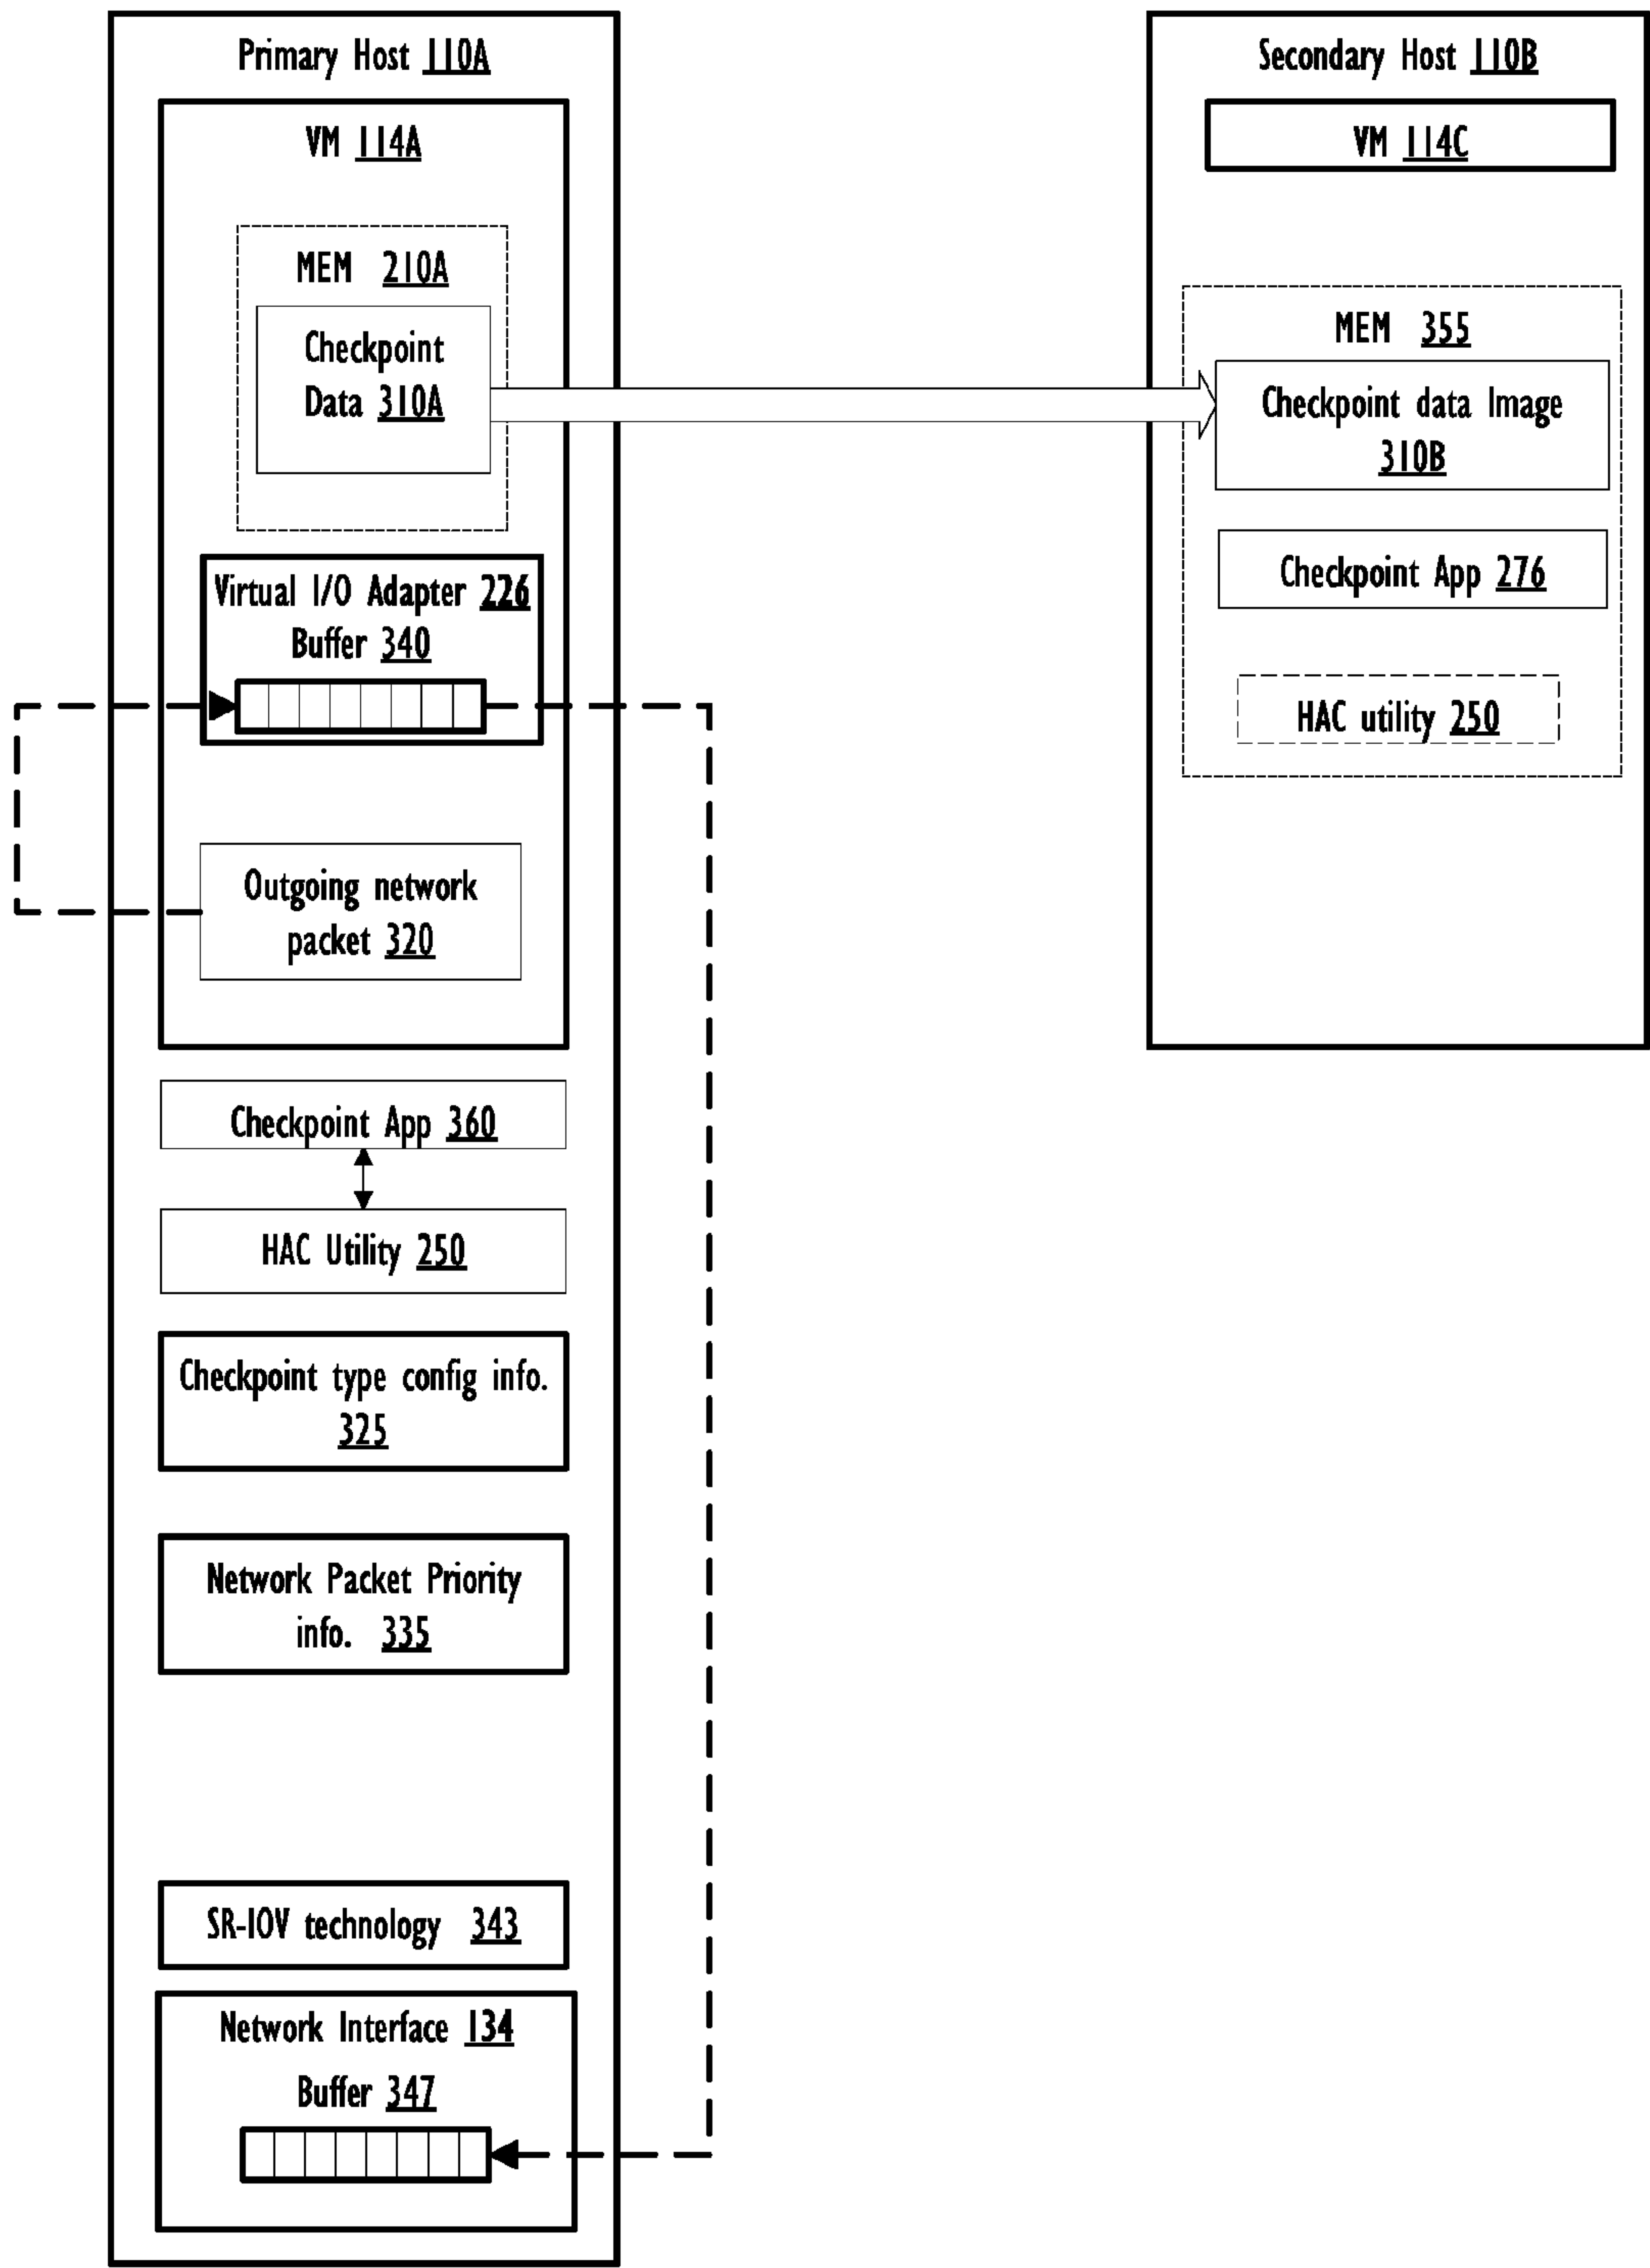 Primary Host 110A
VM 114A
MEM 210A
Checkpoint
Data 310A
Virtual I/O Adapter 226
Buffer 340
Outgoing network
packet 320
Checkpoint App 360
HAC Utility 250
Checkpoint type config info.
325
Network Packet Priority
info. 335
SR-IOV technology 343
Network Interface 134
Buffer 347
Secondary Host 110B
VM 114C
MEM 355
Checkpoint data Image
310B
Checkpoint App 276
HAC utility 250